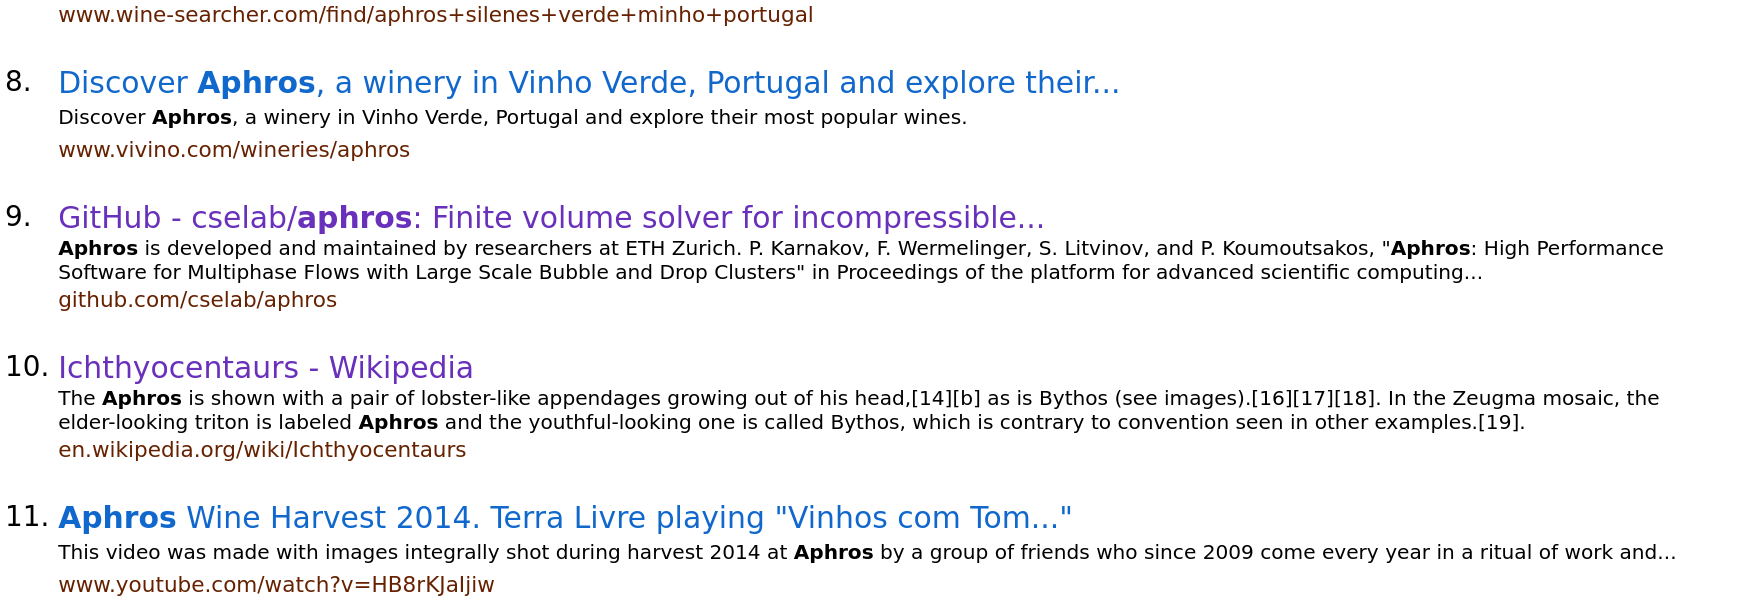 www.wine-searcher.com/find/aphros+silenes+verde+minho+portugal
8. Discover Aphros, a winery in Vinho Verde, Portugal and explore their...
Discover Aphros, a winery in Vinho Verde, Portugal and explore their most popular wines.
www.vivino.com/wineries/aphros
9. GitHub - cselab/aphros: Finite volume solver for incompressible...
Aphros is developed and maintained by researchers at ETH Zurich. P. Karnakov, F. Wermelinger, S. Litvinov, and P. Koumoutsakos, "Aphros: High Performance
Software for Multiphase Flows with Large Scale Bubble and Drop Clusters" in Proceedings of the platform for advanced scientific computing...
github.com/cselab/aphros
10. Ichthyocentaurs - Wikipedia
The Aphros is shown with a pair of lobster-like appendages growing out of his head,[14][b] as is Bythos (see images).[16][17][18]. In the Zeugma mosaic, the
elder-looking triton is labeled Aphros and the youthful-looking one is called Bythos, which is contrary to convention seen in other examples.[19].
en.wikipedia.org/wiki/Ichthyocentaurs
11. Aphros Wine Harvest 2014. Terra Livre playing "Vinhos com Tom..."
This video was made with images integrally shot during harvest 2014 at Aphros by a group of friends who since 2009 come every year in a ritual of work and...
www.youtube.com/watch?v=HB8rKJaljiw